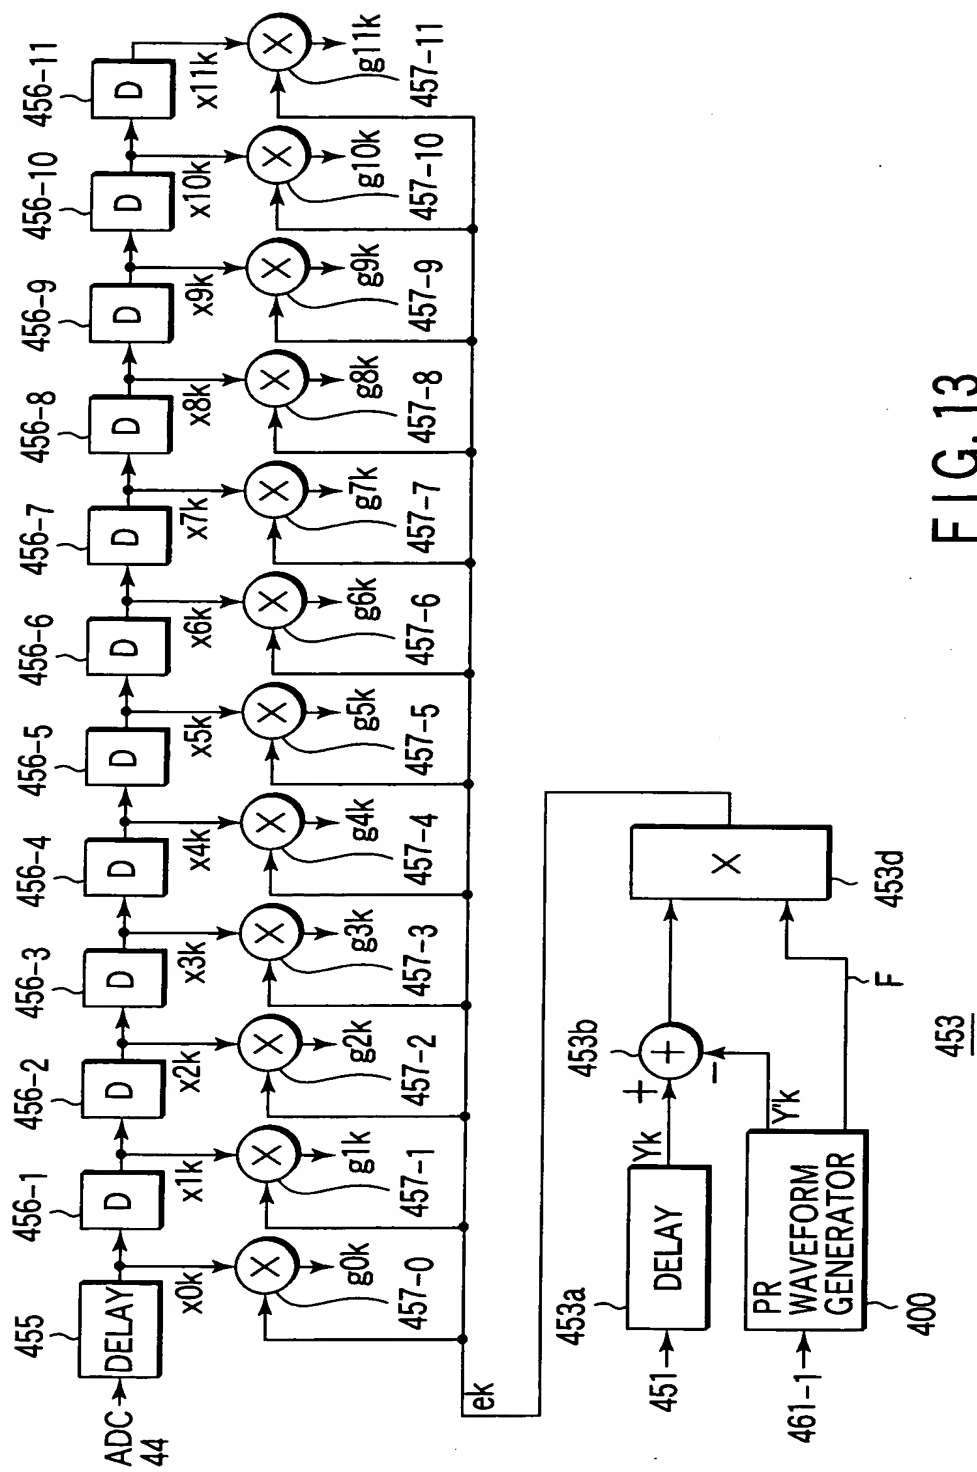 455
456-1
456-2
456-3
456-4
456-5
456-6
456-7
456-8
456-9
456-10
456-11
ADC
44
DELAY
D
D
D
D
D
D
D
D
D
D
D
x0k
x1k
x2k
x3k
x4k
x5k
x6k
x7k
x8k
x9k
x10k
x11k
X
X
X
X
X
X
X
X
X
X
X
X
g0k
g1k
g2k
g3k
g4k
g5k
g6k
g7k
g8k
g9k
g10k
g11k
457-0
457-1
457-2
457-3
457-4
457-5
457-6
457-7
457-8
457-9
457-10
457-11
ek
453a
451
DELAY
Yk
+
453b
+
-
X
453d
461-1
PR
WAVEFORM
GENERATOR
Y'k
F
400
453
FIG. 13